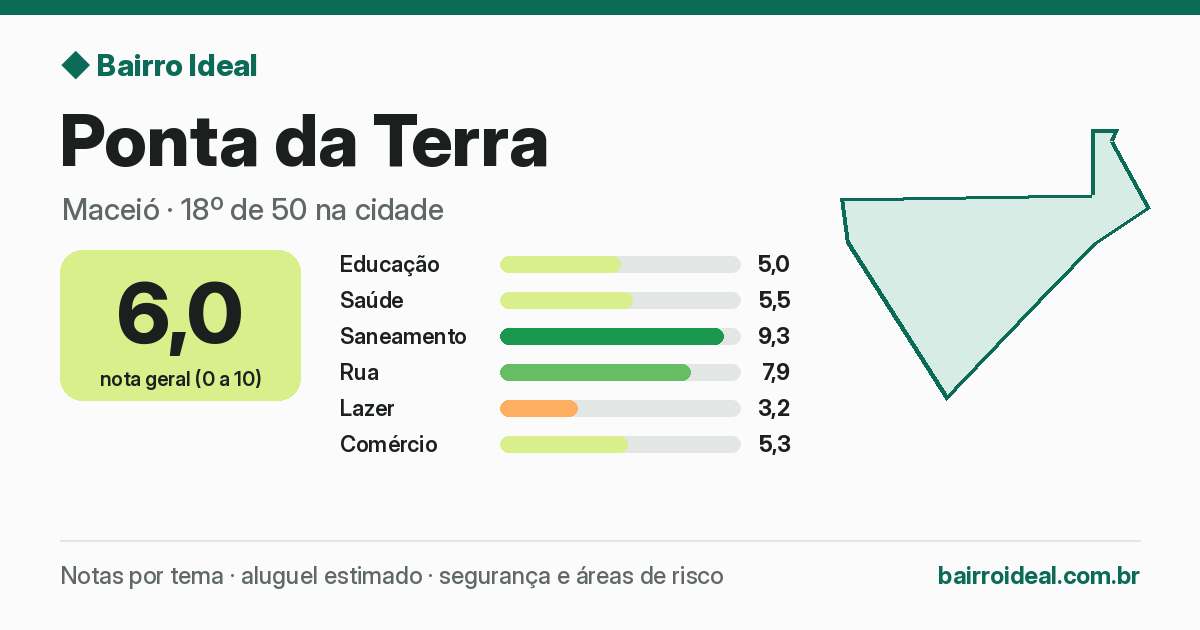 Bairro Ideal
Ponta da Terra
Maceió · 18º de 50 na cidade
6,0
nota geral (0 a 10)
Educação 5,0
Saúde 5,5
Saneamento 9,3
Rua 7,9
Lazer 3,2
Comércio 5,3
Notas por tema · aluguel estimado · segurança e áreas de risco
bairroideal.com.br